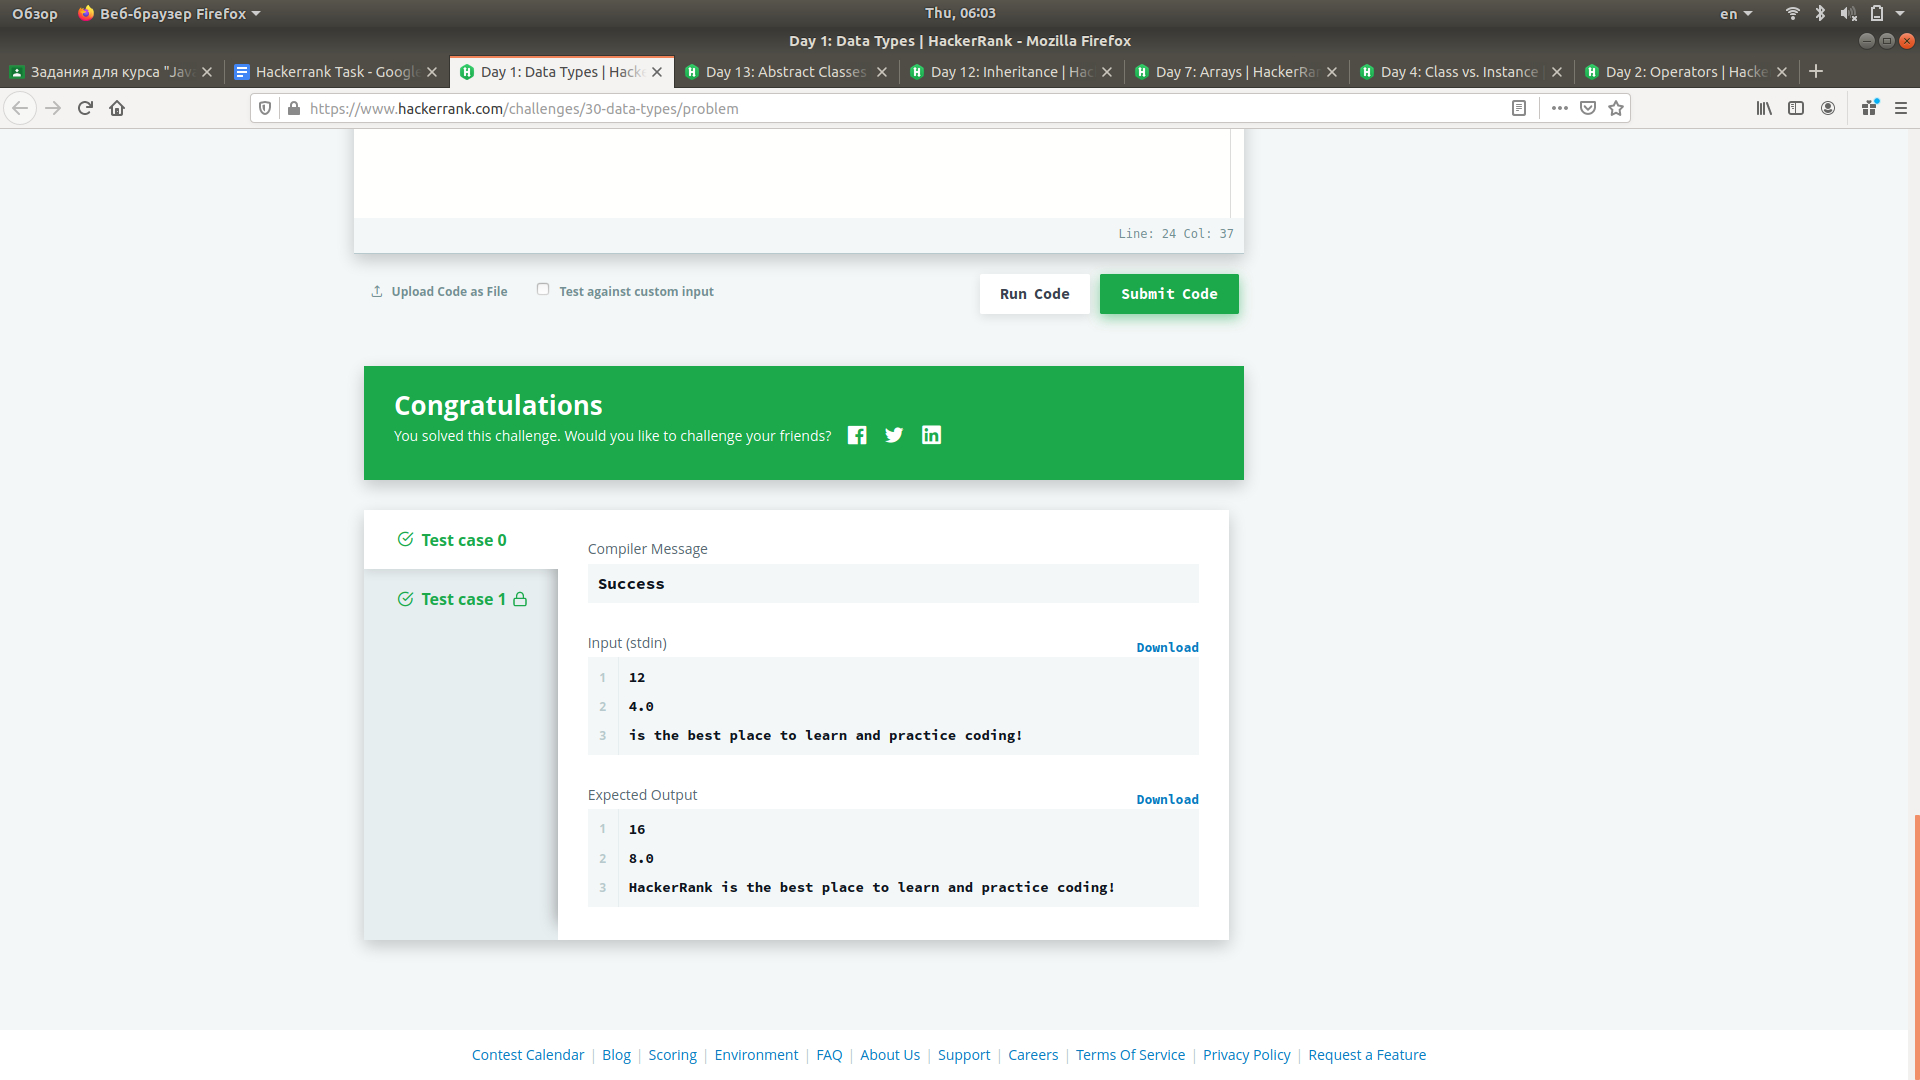 Обзор Веб-браузер Firefox Thu, 06:03 en
Day 1: Data Types | HackerRank - Mozilla Firefox
Задания для курса "Jav Hackerrank Task - Google Day 1: Data Types | Hacke Day 13: Abstract Classes Day 12: Inheritance | Hac Day 7: Arrays | HackerRa Day 4: Class vs. Instance Day 2: Operators | Hacke
https://www.hackerrank.com/challenges/30-data-types/problem
Line: 24 Col: 37
Upload Code as File Test against custom input Run Code Submit Code
Congratulations
You solved this challenge. Would you like to challenge your friends?
Test case 0
Test case 1
Compiler Message
Success
Input (stdin) Download
1 12
2 4.0
3 is the best place to learn and practice coding!
Expected Output Download
1 16
2 8.0
3 HackerRank is the best place to learn and practice coding!
Contest Calendar | Blog | Scoring | Environment | FAQ | About Us | Support | Careers | Terms Of Service | Privacy Policy | Request a Feature